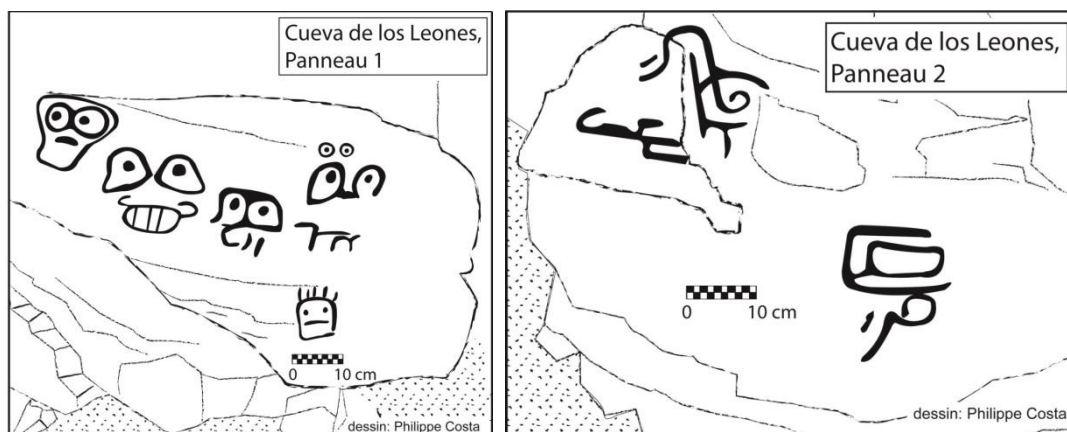 Cueva de los Leones,
Panneau 1
0 10 cm
dessin: Philippe Costa
Cueva de los Leones,
Panneau 2
0 10 cm
dessin: Philippe Costa